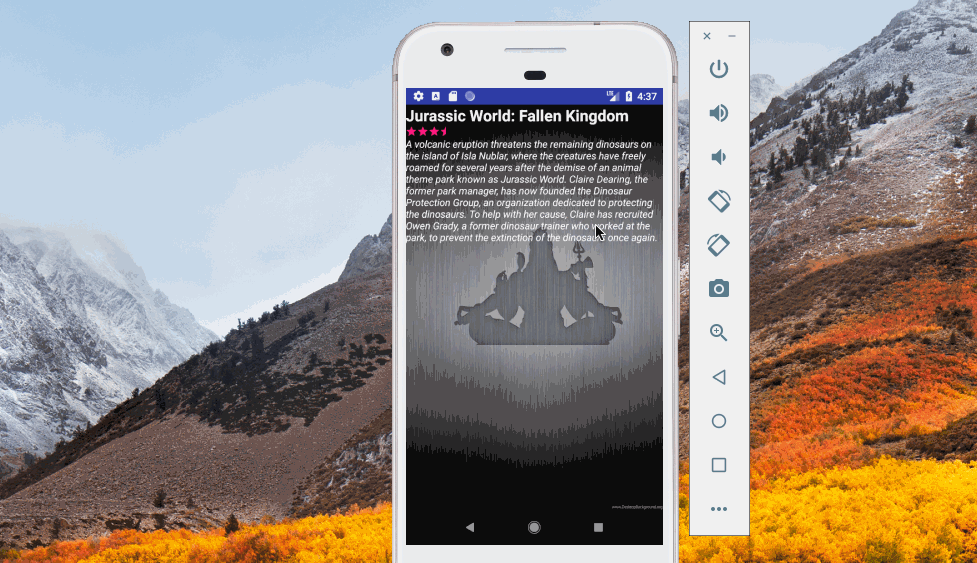 LTE 4:37
Jurassic World: Fallen Kingdom
A volcanic eruption threatens the remaining dinosaurs on
the island of Isla Nublar, where the creatures have freely
roamed for several years after the demise of an animal
theme park known as Jurassic World. Claire Dearing, the
former park manager, has now founded the Dinosaur
Protection Group, an organization dedicated to protecting
the dinosaurs. To help with her cause, Claire has recruited
Owen Grady, a former dinosaur trainer who worked at the
park, to prevent the extinction of the dinosaurs once again.